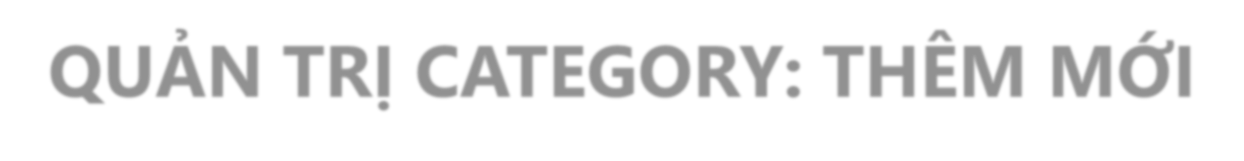 QUẢN TRỊ CATEGORY: THÊM MỚI